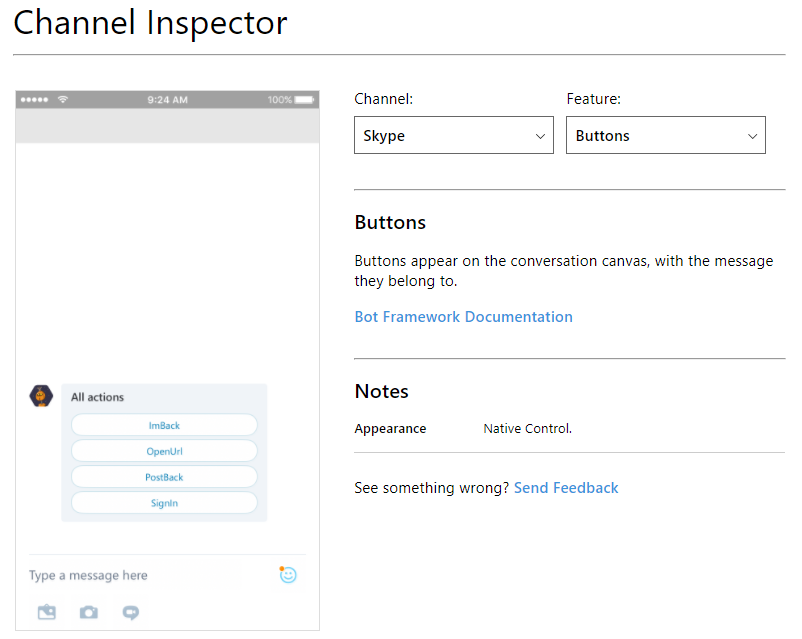 Channel Inspector
9:24 AM
100%
Channel:
Feature:
Skype
Buttons
Buttons
Buttons appear on the conversation canvas, with the message
they belong to.
Bot Framework Documentation
Notes
Appearance
Native Control.
See something wrong? Send Feedback
All actions
ImBack
OpenUrl
PostBack
SignIn
Type a message here